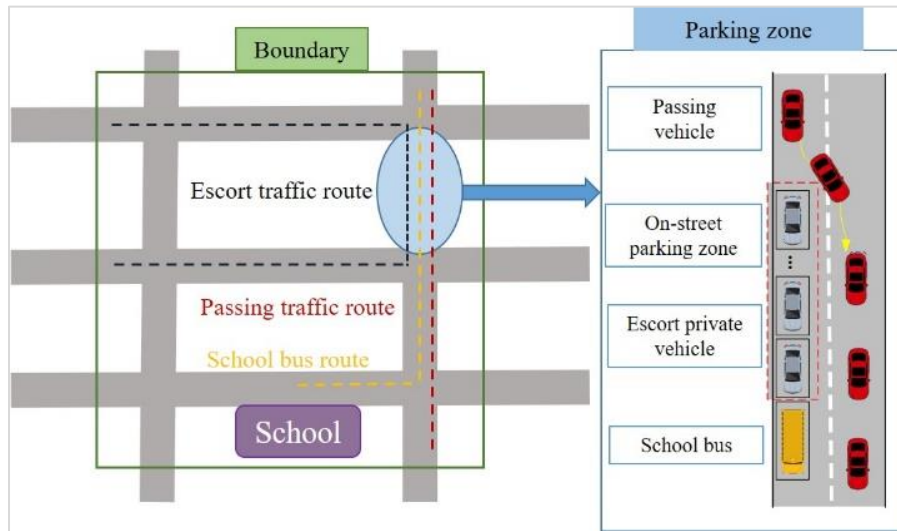 Boundary
Escort traffic route
Passing traffic route
School bus route
School
Parking zone
Passing
vehicle
On-street
parking zone
Escort private
vehicle
School bus